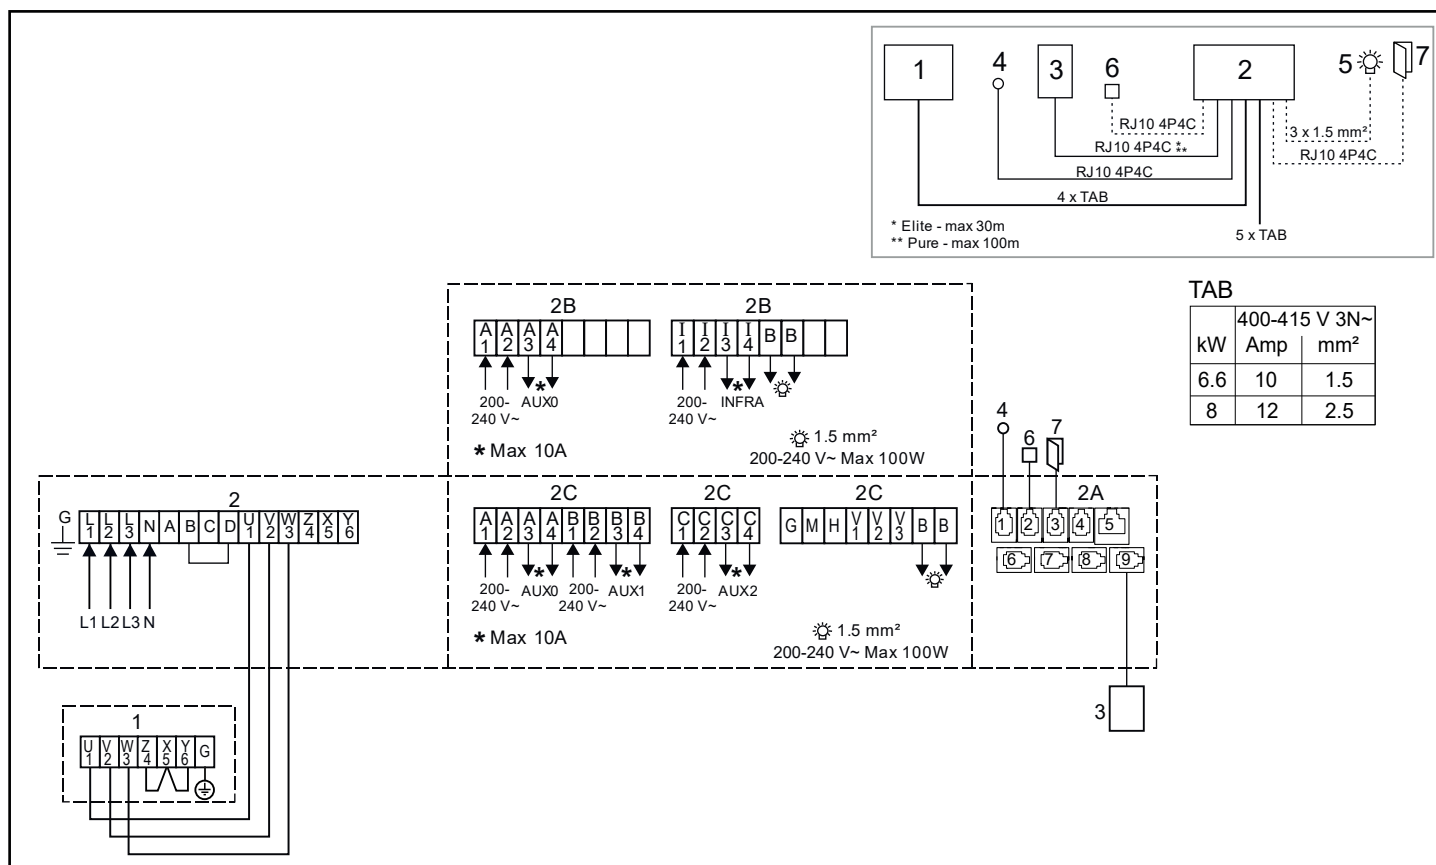 1 4 3 6 2 5 7
RJ10 4P4C
3 x 1.5 mm²
RJ10 4P4C * **
RJ10 4P4C
RJ10 4P4C
4 x TAB
* Elite - max 30m
** Pure - max 100m
5 x TAB
TAB
400-415 V 3N~
kW Amp mm²
6.6 10 1.5
8 12 2.5
2B 2B
A1 A2 A3 A4
I1 I2 I3 I4 B B
200-240 V~ * AUX0
200-240 V~ * INFRA
* Max 10A
1.5 mm²
200-240 V~ Max 100W
2
G L1 L2 L3 N A B C D U1 V2 W3 Z4 X5 Y6
L1 L2 L3 N
2C 2C 2C
A1 A2 A3 A4 B1 B2 B3 B4
C1 C2 C3 C4
G M H V1 V2 V3 B B
200-240 V~ * AUX0 200-240 V~ * AUX1
200-240 V~ * AUX2
* Max 10A
1.5 mm²
200-240 V~ Max 100W
4 6 7
2A
1 2 3 4 5
6 7 8 9
3
1
U1 V2 W3 Z4 X5 Y6 G